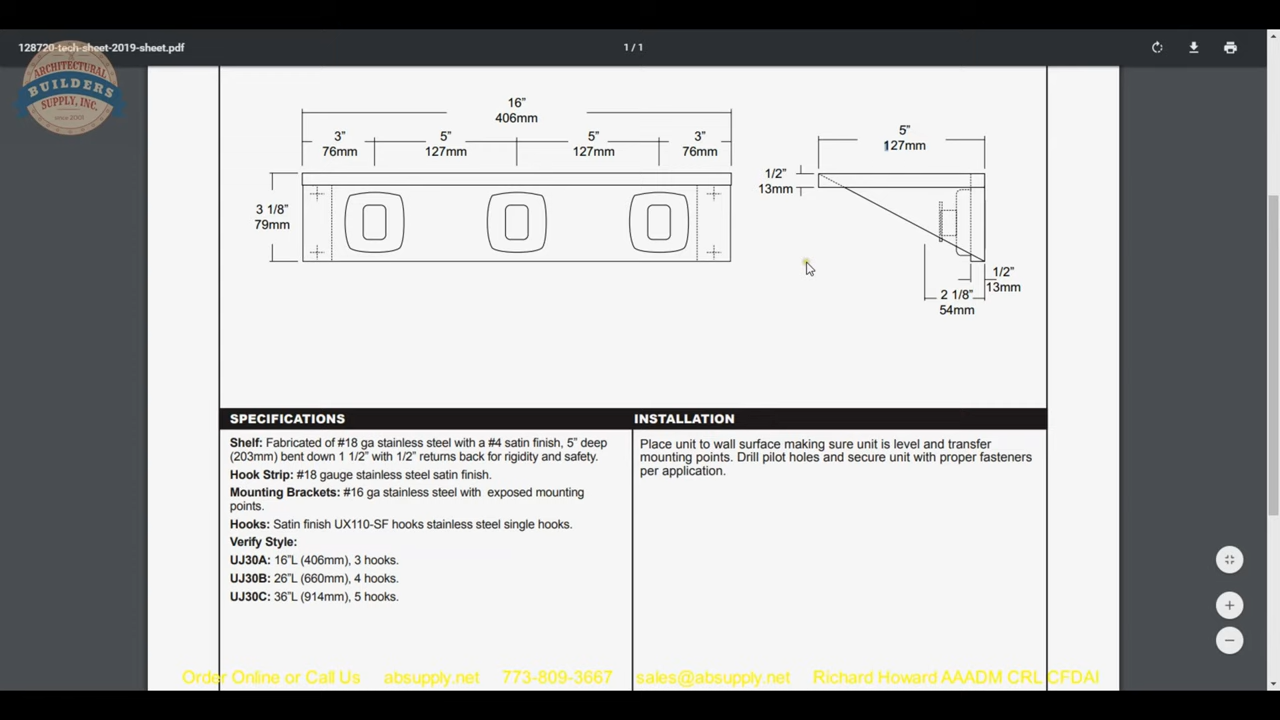 128720-tech-sheet-2019-sheet.pdf
1 / 1
ARCHITECTURAL
BUILDERS
SUPPLY, INC.
since 2003
16"
406mm
3"
76mm
5"
127mm
5"
127mm
3"
76mm
3 1/8"
79mm
5"
127mm
1/2"
13mm
1/2"
13mm
2 1/8"
54mm
SPECIFICATIONS
Shelf: Fabricated of #18 ga stainless steel with a #4 satin finish, 5" deep
(203mm) bent down 1 1/2" with 1/2" returns back for rigidity and safety.
Hook Strip: #18 gauge stainless steel satin finish.
Mounting Brackets: #16 ga stainless steel with exposed mounting
points.
Hooks: Satin finish UX110-SF hooks stainless steel single hooks.
Verify Style:
UJ30A: 16"L (406mm), 3 hooks.
UJ30B: 26"L (660mm), 4 hooks.
UJ30C: 36"L (914mm), 5 hooks.
INSTALLATION
Place unit to wall surface making sure unit is level and transfer
mounting points. Drill pilot holes and secure unit with proper fasteners
per application.
Order Online or Call Us absupply.net 773-809-3667 sales@absupply.net Richard Howard AAADM CRL CFDAI